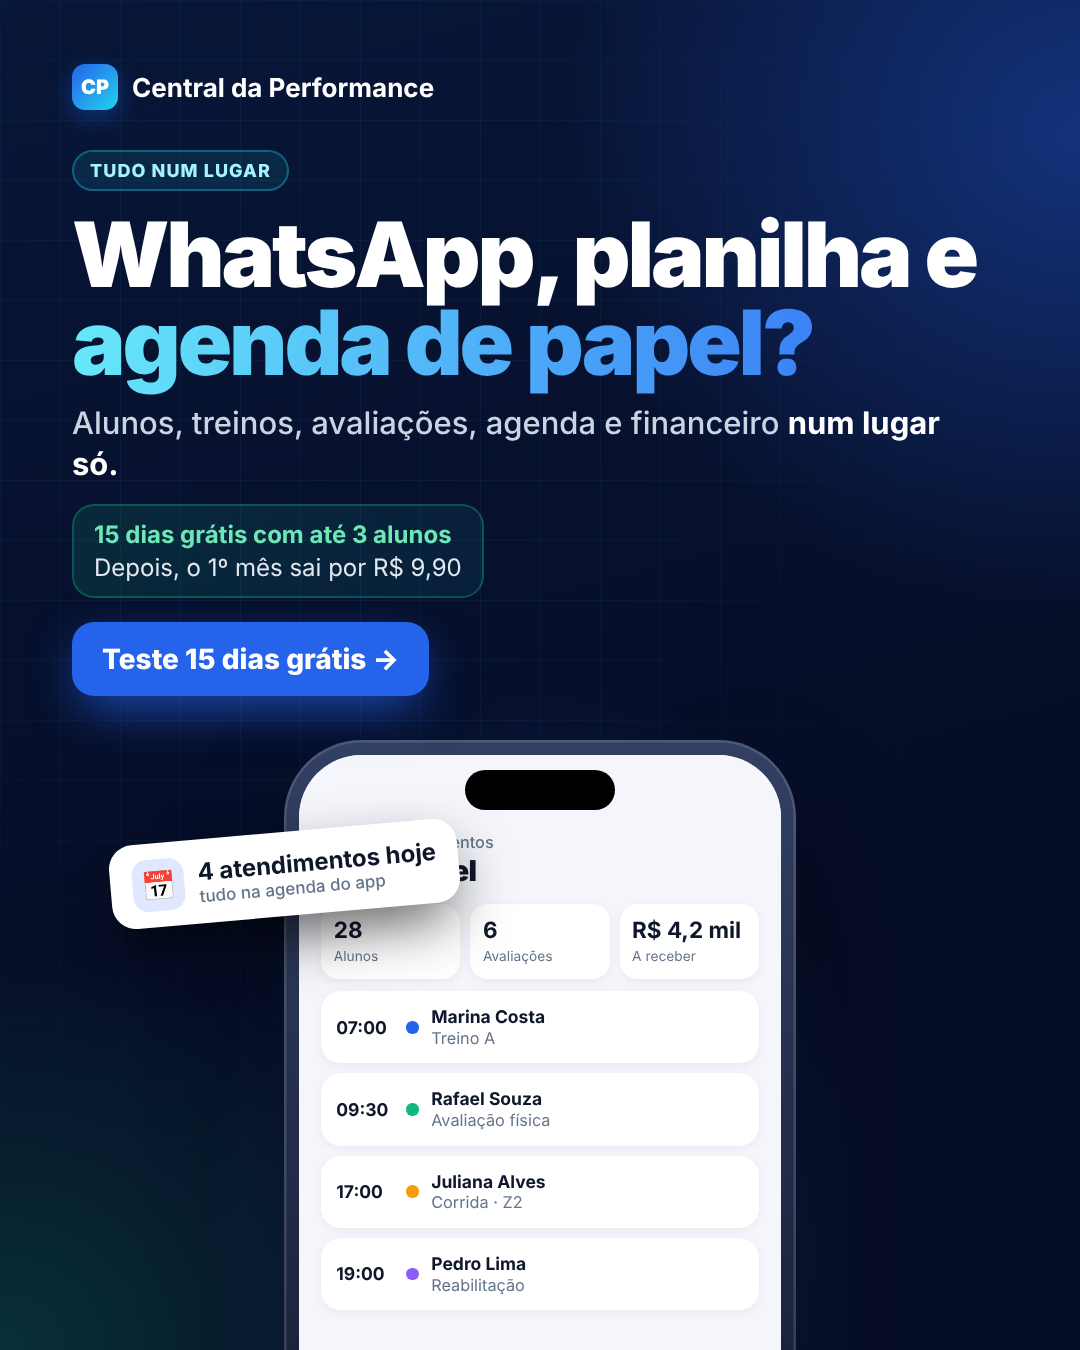 CP Central da Performance
TUDO NUM LUGAR
WhatsApp, planilha e
agenda de papel?
Alunos, treinos, avaliações, agenda e financeiro num lugar
só.
15 dias grátis com até 3 alunos
Depois, o 1º mês sai por R$ 9,90
Teste 15 dias grátis →
4 atendimentos hoje
tudo na agenda do app
July
17
28
Alunos
6
Avaliações
R$ 4,2 mil
A receber
07:00
Marina Costa
Treino A
09:30
Rafael Souza
Avaliação física
17:00
Juliana Alves
Corrida · Z2
19:00
Pedro Lima
Reabilitação